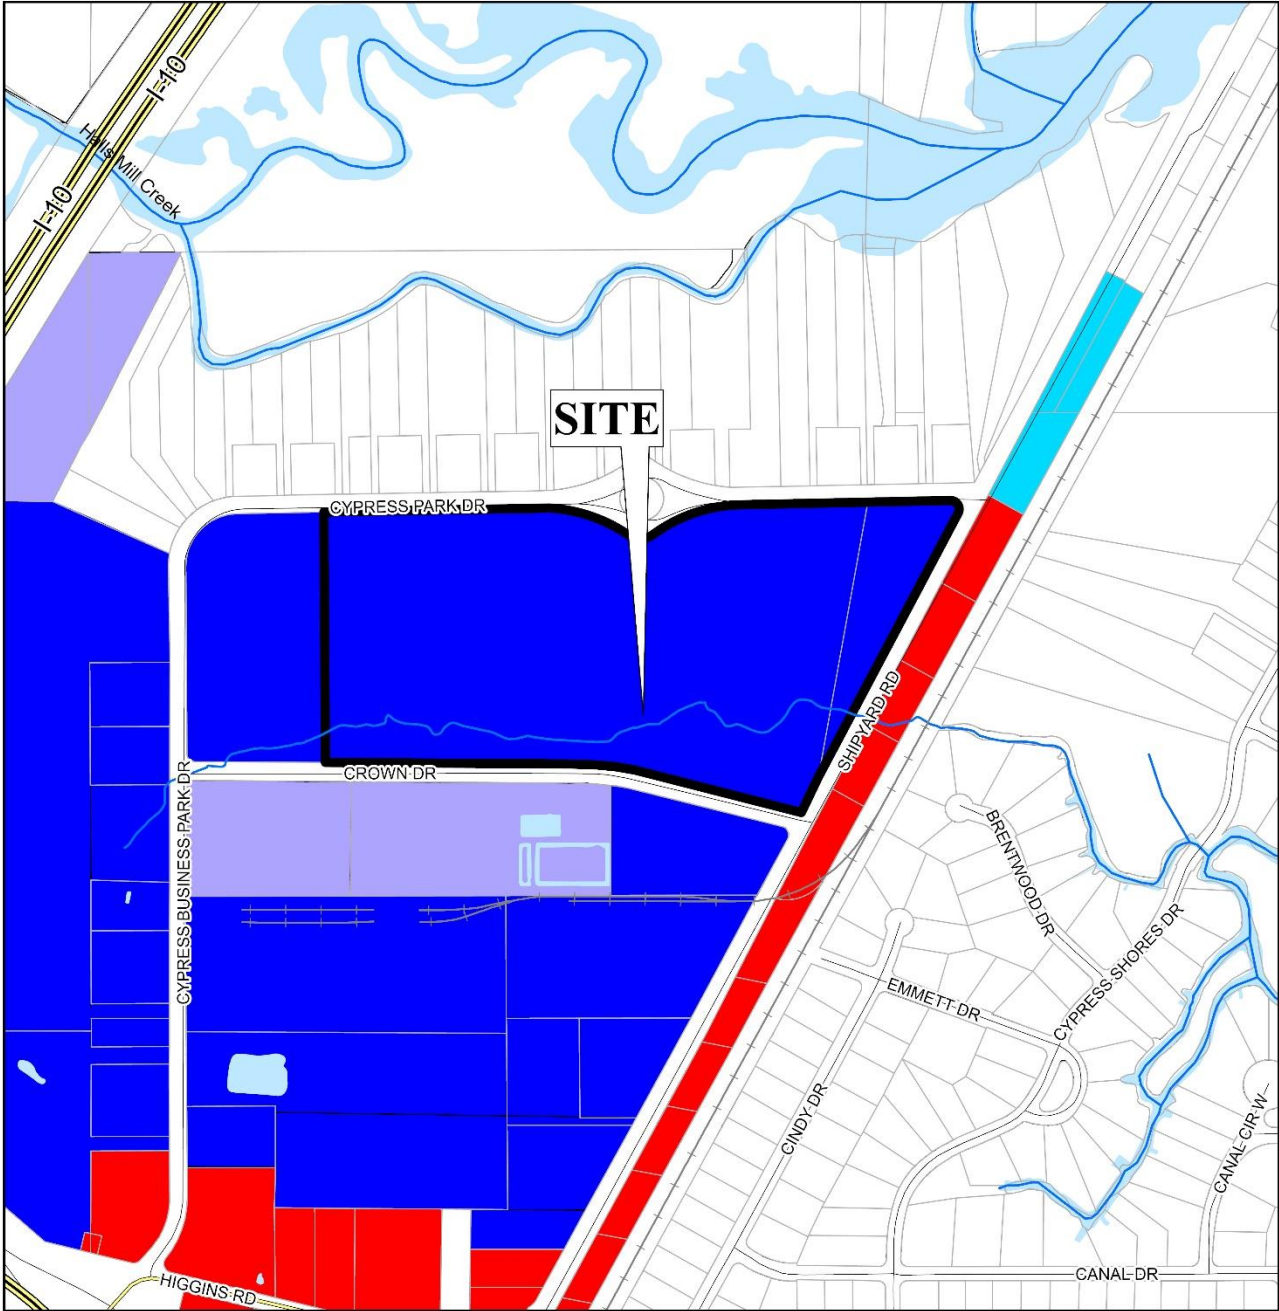 I-10
Halls Mill Creek
I-10
SITE
CYPRESS PARK DR
SHIPYARD RD
CROWN DR
CYPRESS BUSINESS PARK DR
BRENTWOOD DR
CYPRESS SHORES DR
EMMETT DR
CINDY DR
CANAL CIR W
CANAL DR
HIGGINS RD